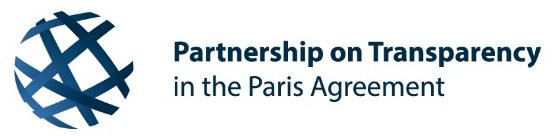 Partnership on Transparency
in the Paris Agreement